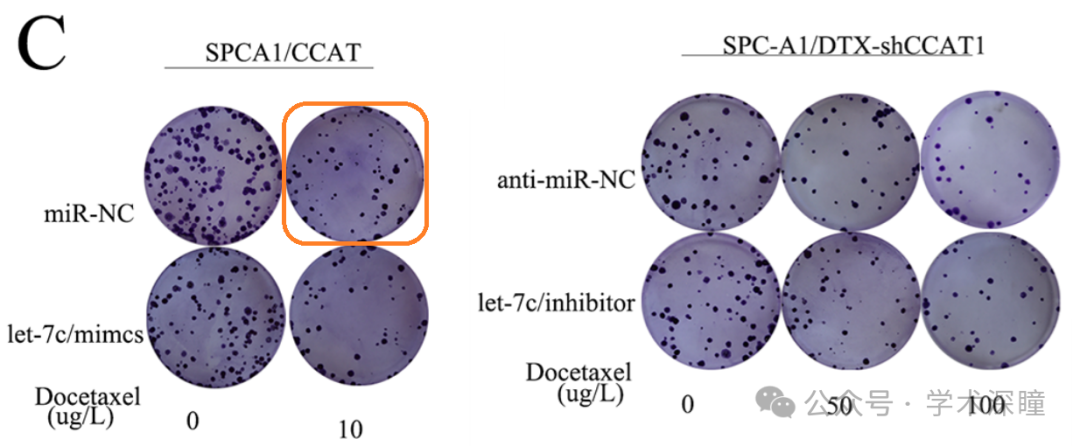 C
SPCA1/CCAT
SPC-A1/DTX-shCCAT1
miR-NC
anti-miR-NC
let-7c/mimcs
let-7c/inhibitor
Docetaxel
(ug/L)
0
10
Docetaxel
(ug/L)
0
50
100
公众号 · 学术深瞳